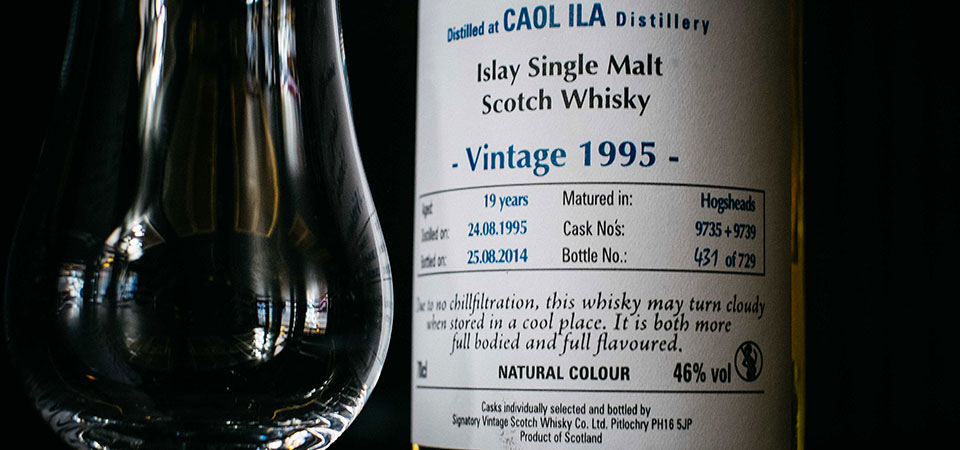 Distilled at CAOL ILA Distillery
Islay Single Malt
Scotch Whisky
- Vintage 1995 -
Aged: 19 years Matured in: Hogsheads
Distilled on: 24.08.1995 Cask No's: 9735 + 9739
Bottled on: 25.08.2014 Bottle No.: 431 of 729
Due to no chillfiltration, this whisky may turn cloudy
when stored in a cool place. It is both more
full bodied and full flavoured.
70cl NATURAL COLOUR 46% vol
Casks individually selected and bottled by
Signatory Vintage Scotch Whisky Co. Ltd. Pitlochry PH16 5JP
Product of Scotland